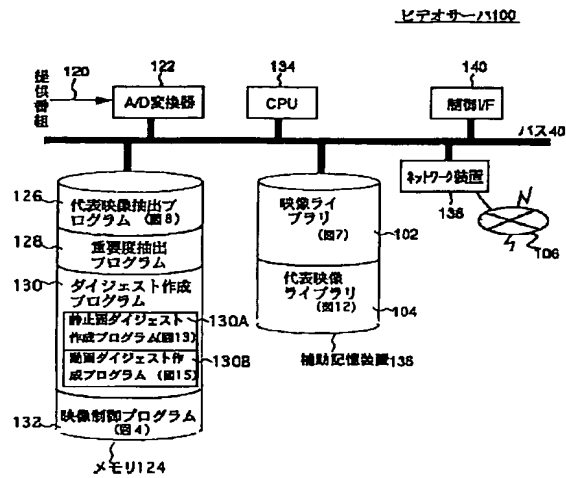 ビデオサーバ100
提供番組
120
122
A/D変換器
134
CPU
140
制御I/F
バス40
ネットワーク装置
136
106
126
代表映像抽出プ
ログラム(図8)
128
重要度抽出
プログラム
130
ダイジェスト作成
プログラム
静止画ダイジェスト
作成プログラム(図13)
130A
動画ダイジェスト作
成プログラム(図15)
130B
132
映像制御プログラム
(図4)
メモリ124
映像ライ
ブラリ
(図7)
102
代表映像
ライブラリ
(図12)
104
補助記憶装置138